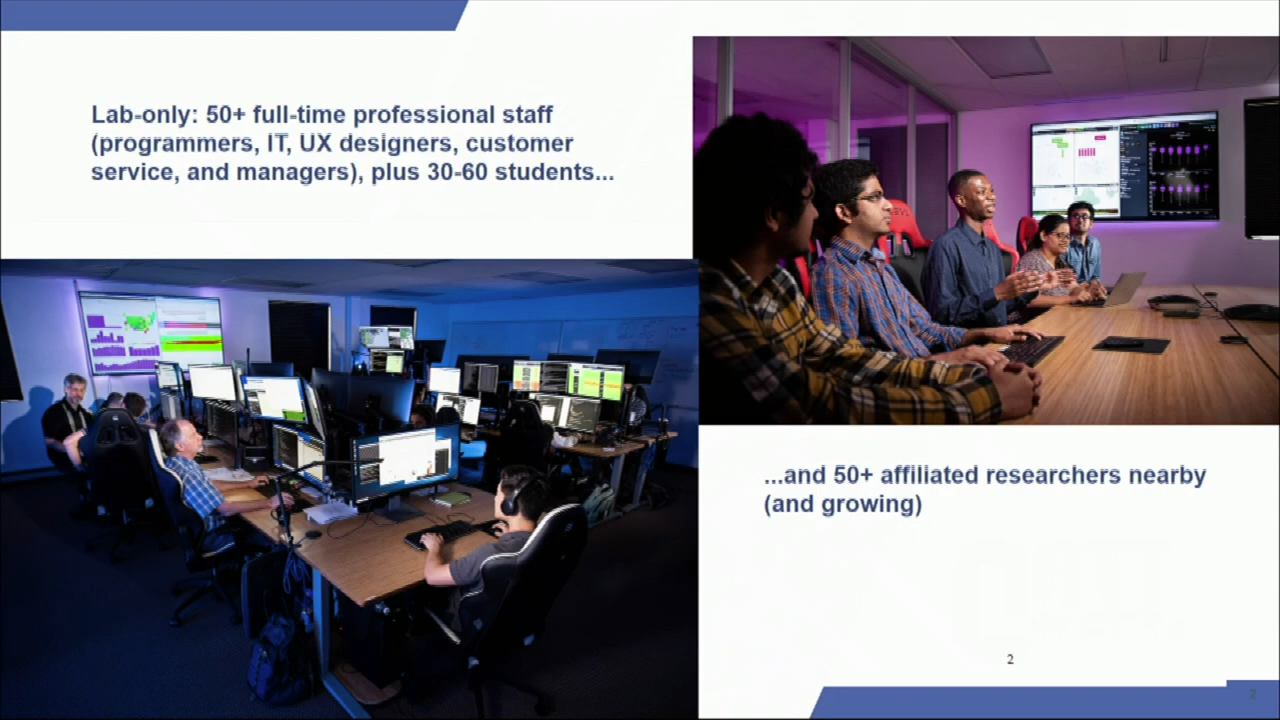 Lab-only: 50+ full-time professional staff
(programmers, IT, UX designers, customer
service, and managers), plus 30-60 students...
...and 50+ affiliated researchers nearby
(and growing)
2
2